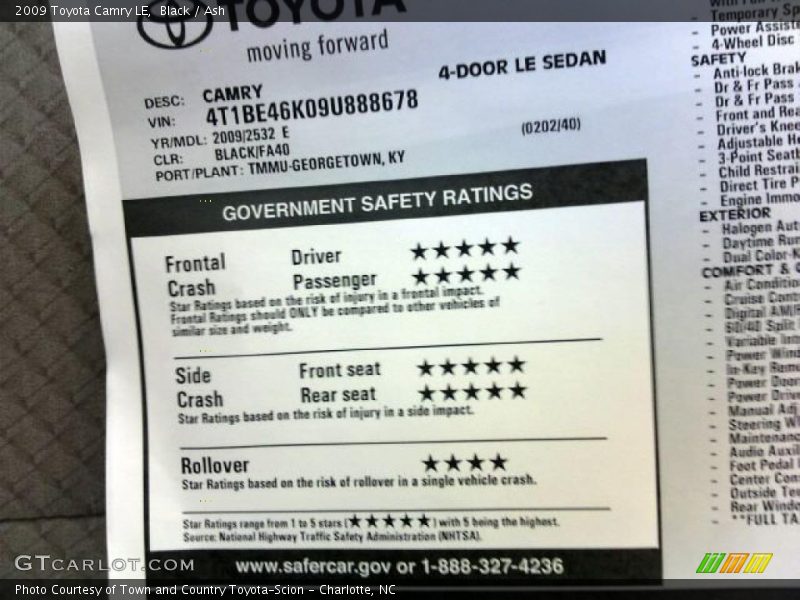 2009 Toyota Camry LE, Black / Ash
TOYOTA
moving forward
4-DOOR LE SEDAN
DESC: CAMRY
VIN: 4T1BE46K09U888678
YR/MDL: 2009/2532 E
(0202/40)
CLR: BLACK/FA40
PORT/PLANT: TMMU-GEORGETOWN, KY
GOVERNMENT SAFETY RATINGS
Frontal Driver ★★★★★
Crash Passenger ★★★★★
Star Ratings based on the risk of injury in a frontal impact.
Frontal Ratings should ONLY be compared to other vehicles of
similar size and weight.
Side Front seat ★★★★★
Crash Rear seat ★★★★★
Star Ratings based on the risk of injury in a side impact.
Rollover ★★★★
Star Ratings based on the risk of rollover in a single vehicle crash.
Star Ratings range from 1 to 5 stars (★★★★★) with 5 being the highest.
Source: National Highway Traffic Safety Administration (NHTSA).
www.safercar.gov or 1-888-327-4236
- Temporary Sp
- Power Assist
- 4-Wheel Disc
SAFETY
- Anti-lock Brak
- Dr & Fr Pass
- Dr & Fr Pass
- Front and Rea
- Driver's Knee
- Adjustable He
- 3-Point Seatb
- Child Restrai
- Direct Tire P
- Engine Immo
EXTERIOR
- Halogen Aut
- Daytime Run
- Dual Color-K
COMFORT & C
- Air Conditio
- Cruise Contr
- Digital AM/F
- 60/40 Split
- Variable Int
- Power Wind
- In-Key Remo
- Power Door
- Power Drive
- Manual Adj
- Steering Wh
- Maintenanc
- Audio Auxil
- Foot Pedal
- Center Con
- Outside Te
- Rear Windo
- **FULL TA
GTCARLOT.COM
Photo Courtesy of Town and Country Toyota-Scion - Charlotte, NC